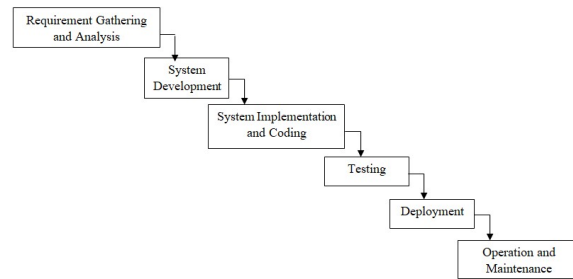 Requirement Gathering
and Analysis
System
Development
System Implementation
and Coding
Testing
Deployment
Operation and
Maintenance